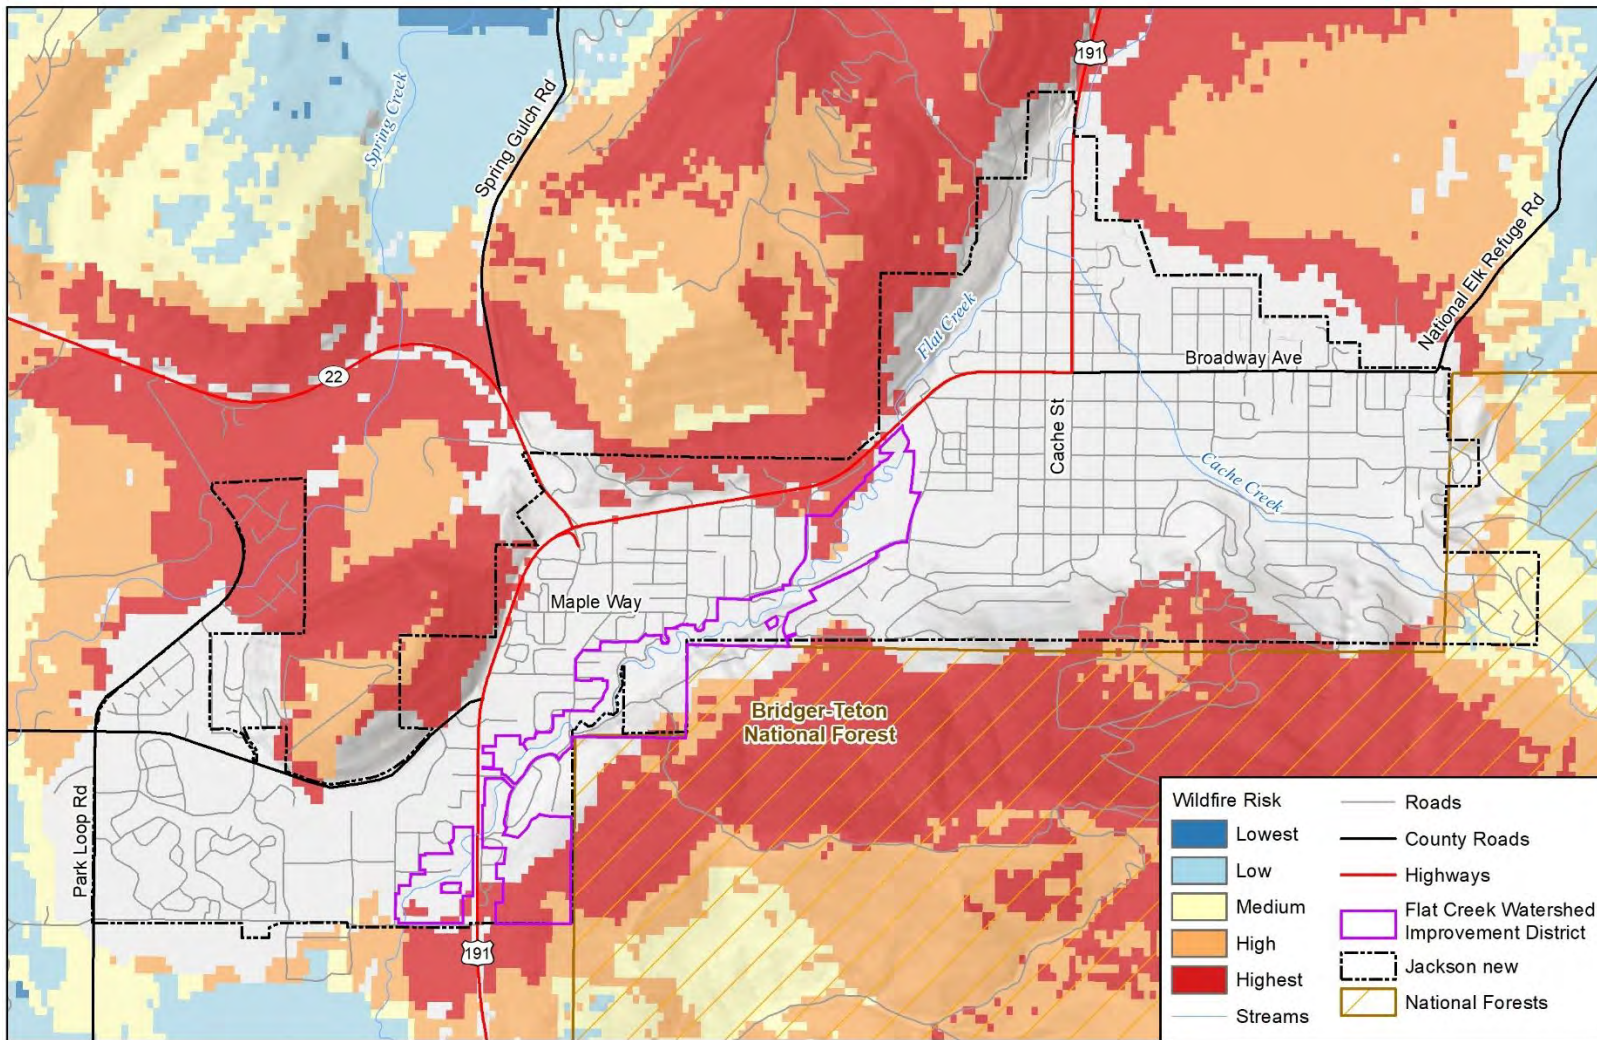 191
Spring Creek
Spring Gulch Rd
National Elk Refuge Rd
Flat Creek
22
Broadway Ave
Cache St
Cache Creek
Maple Way
Bridger-Teton
National Forest
Park Loop Rd
191
Wildfire Risk
Lowest
Low
Medium
High
Highest
Streams
Roads
County Roads
Highways
Flat Creek Watershed
Improvement District
Jackson new
National Forests